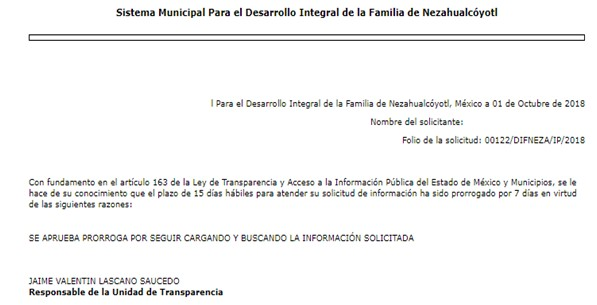 Sistema Municipal Para el Desarrollo Integral de la Familia de Nezahualcóyotl
l Para el Desarrollo Integral de la Familia de Nezahualcóyotl, México a 01 de Octubre de 2018
Nombre del solicitante:
Folio de la solicitud: 00122/DIFNEZA/IP/2018
Con fundamento en el artículo 163 de la Ley de Transparencia y Acceso a la Información Pública del Estado de México y Municipios, se le
hace de su conocimiento que el plazo de 15 días hábiles para atender su solicitud de información ha sido prorrogado por 7 días en virtud
de las siguientes razones:
SE APRUEBA PRORROGA POR SEGUIR CARGANDO Y BUSCANDO LA INFORMACIÓN SOLICITADA
JAIME VALENTIN LASCANO SAUCEDO
Responsable de la Unidad de Transparencia